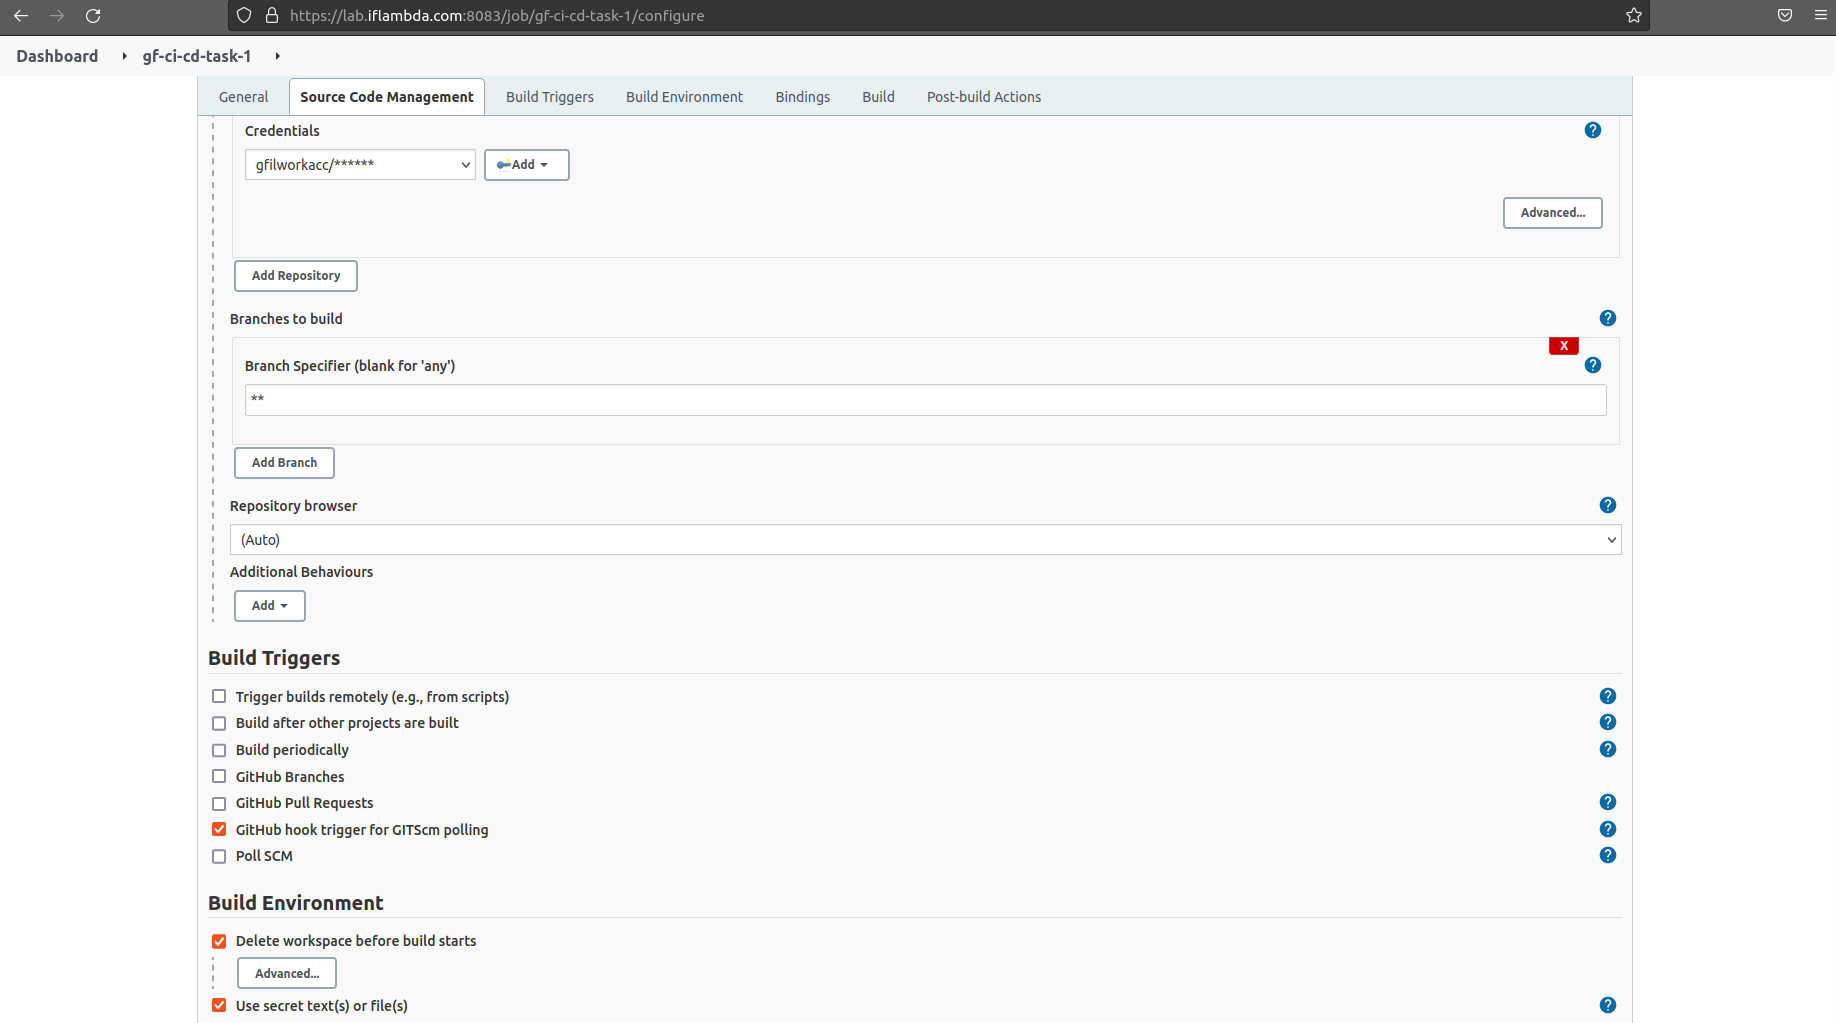 https://lab.iflambda.com:8083/job/gf-ci-cd-task-1/configure
Dashboard gf-ci-cd-task-1
General Source Code Management Build Triggers Build Environment Bindings Build Post-build Actions
Credentials ?
gfilworkacc/****** Add
Advanced...
Add Repository
Branches to build ?
X
Branch Specifier (blank for 'any') ?
**
Add Branch
Repository browser ?
(Auto)
Additional Behaviours
Add
Build Triggers
Trigger builds remotely (e.g., from scripts) ?
Build after other projects are built ?
Build periodically ?
GitHub Branches
GitHub Pull Requests ?
GitHub hook trigger for GITScm polling ?
Poll SCM ?
Build Environment
Delete workspace before build starts
Advanced...
Use secret text(s) or file(s) ?